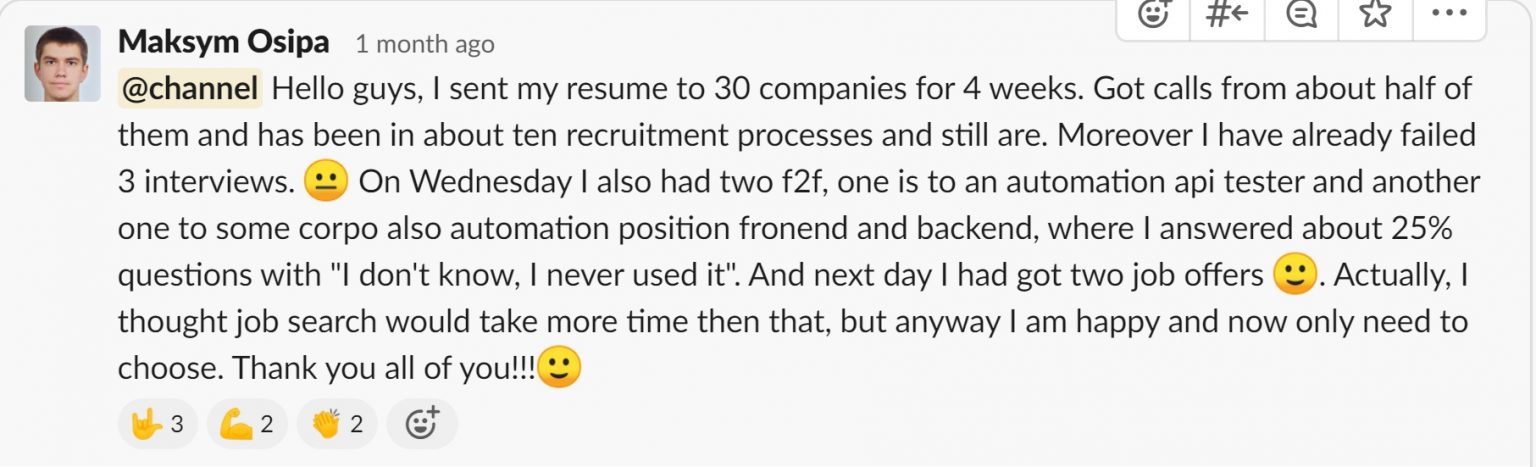 Maksym Osipa 1 month ago
@channel Hello guys, I sent my resume to 30 companies for 4 weeks. Got calls from about half of
them and has been in about ten recruitment processes and still are. Moreover I have already failed
3 interviews. 😐 On Wednesday I also had two f2f, one is to an automation api tester and another
one to some corpo also automation position fronend and backend, where I answered about 25%
questions with "I don't know, I never used it". And next day I had got two job offers 🙂. Actually, I
thought job search would take more time then that, but anyway I am happy and now only need to
choose. Thank you all of you!!!🙂
🤟 3 💪 2 👏 2